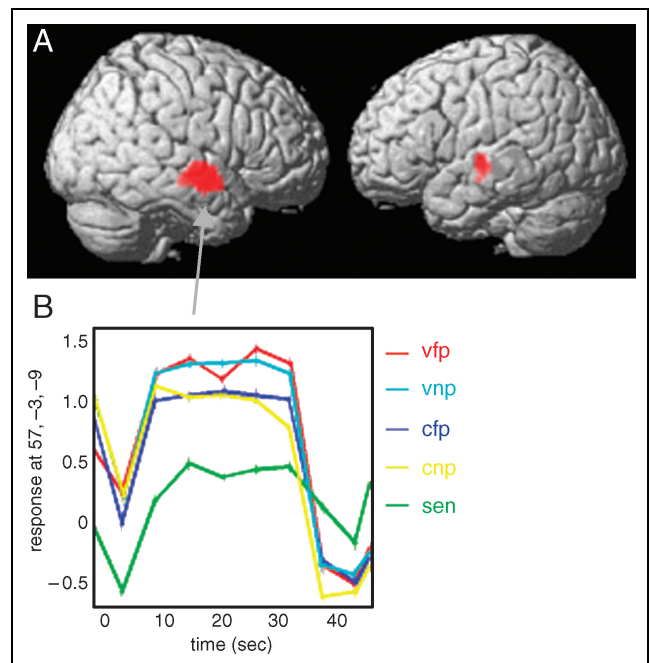 A
B
response at 57, –3, –9
1.5
1.0
0.5
0
–0.5
0
10
20
30
40
time (sec)
vfp
vnp
cfp
cnp
sen